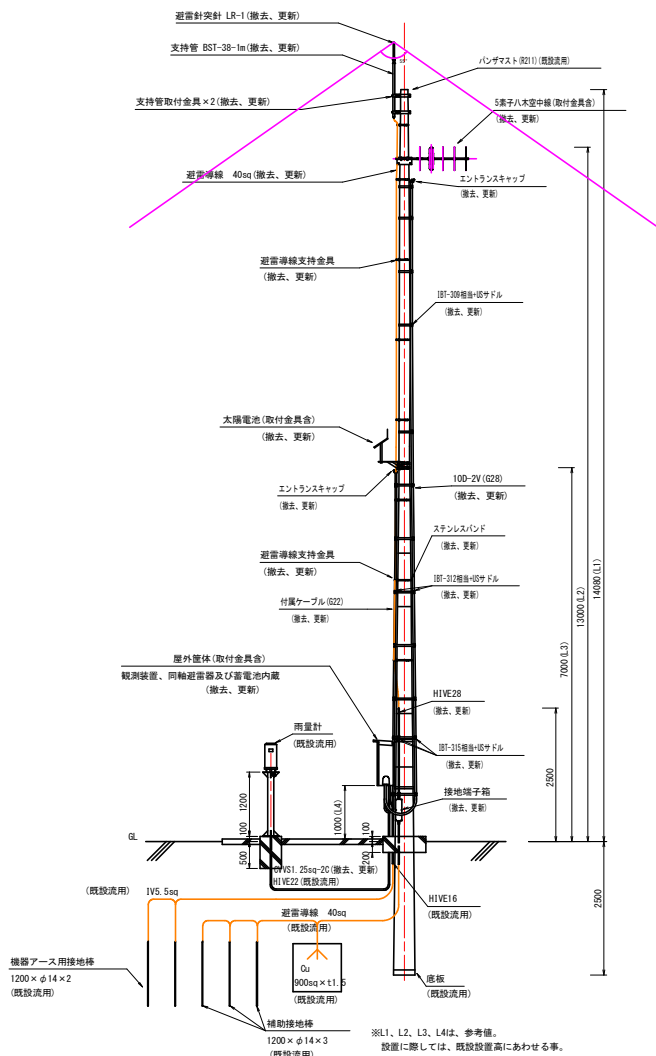 避雷針突針 LR-1(撤去、更新)
支持管 BST-38-1m(撤去、更新)
パンザマスト(R211)(既設流用)
支持管取付金具×2(撤去、更新)
5素子八木空中線(取付金具含)
(撤去、更新)
避雷導線 40sq(撤去、更新)
エントランスキャップ
(撤去、更新)
避雷導線支持金具
(撤去、更新)
IBT-309相当+USサドル
(撤去、更新)
太陽電池(取付金具含)
(撤去、更新)
エントランスキャップ
(撤去、更新)
10D-2V(G28)
(撤去、更新)
ステンレスバンド
(撤去、更新)
避雷導線支持金具
(撤去、更新)
IBT-312相当+USサドル
(撤去、更新)
付属ケーブル(G22)
(撤去、更新)
屋外筐体(取付金具含)
観測装置、同軸避雷器及び蓄電池内蔵
(撤去、更新)
HIVE28
(撤去、更新)
雨量計
(既設流用)
IBT-315相当+USサドル
(撤去、更新)
接地端子箱
(撤去、更新)
14080(L1)
13000(L2)
7000(L3)
2500
2500
1200
100
500
1000(L4)
100
200
GL
CVVS1.25sq-2C(撤去、更新)
HIVE22(既設流用)
(既設流用) IV5.5sq
避雷導線 40sq
(既設流用)
HIVE16
(既設流用)
Cu
900sq×t1.5
(既設流用)
機器アース用接地棒
1200×φ14×2
(既設流用)
補助接地棒
1200×φ14×3
(既設流用)
底板
(既設流用)
※L1、L2、L3、L4は、参考値。
設置に際しては、既設設置高にあわせる事。